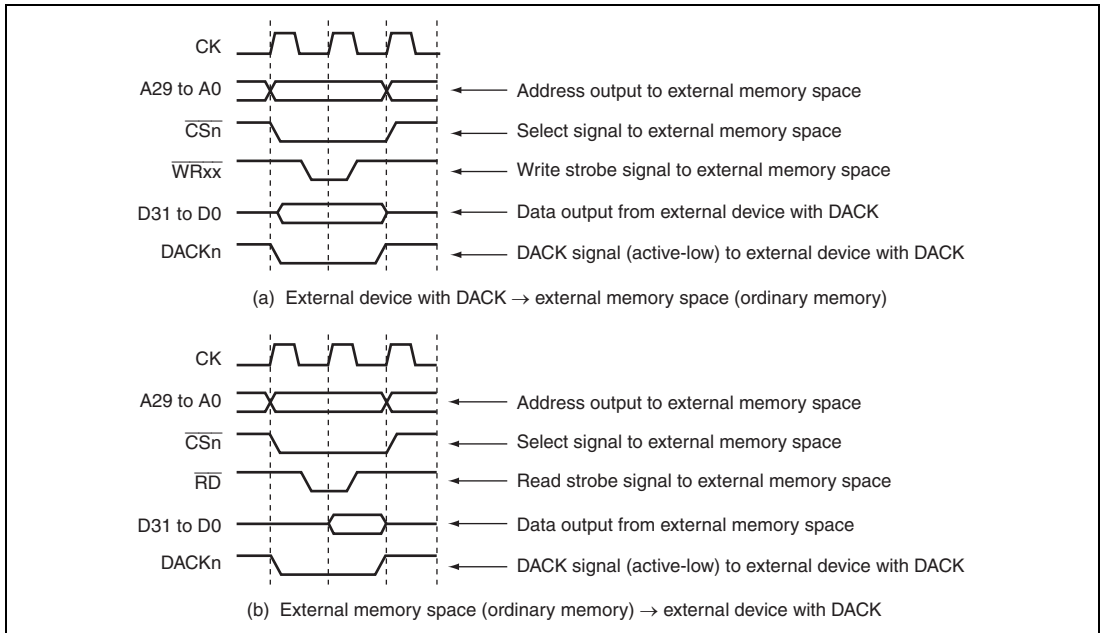 CK
A29 to A0
Address output to external memory space
CSn
Select signal to external memory space
WRxx
Write strobe signal to external memory space
D31 to D0
Data output from external device with DACK
DACKn
DACK signal (active-low) to external device with DACK
(a) External device with DACK → external memory space (ordinary memory)
CK
A29 to A0
Address output to external memory space
CSn
Select signal to external memory space
RD
Read strobe signal to external memory space
D31 to D0
Data output from external memory space
DACKn
DACK signal (active-low) to external device with DACK
(b) External memory space (ordinary memory) → external device with DACK